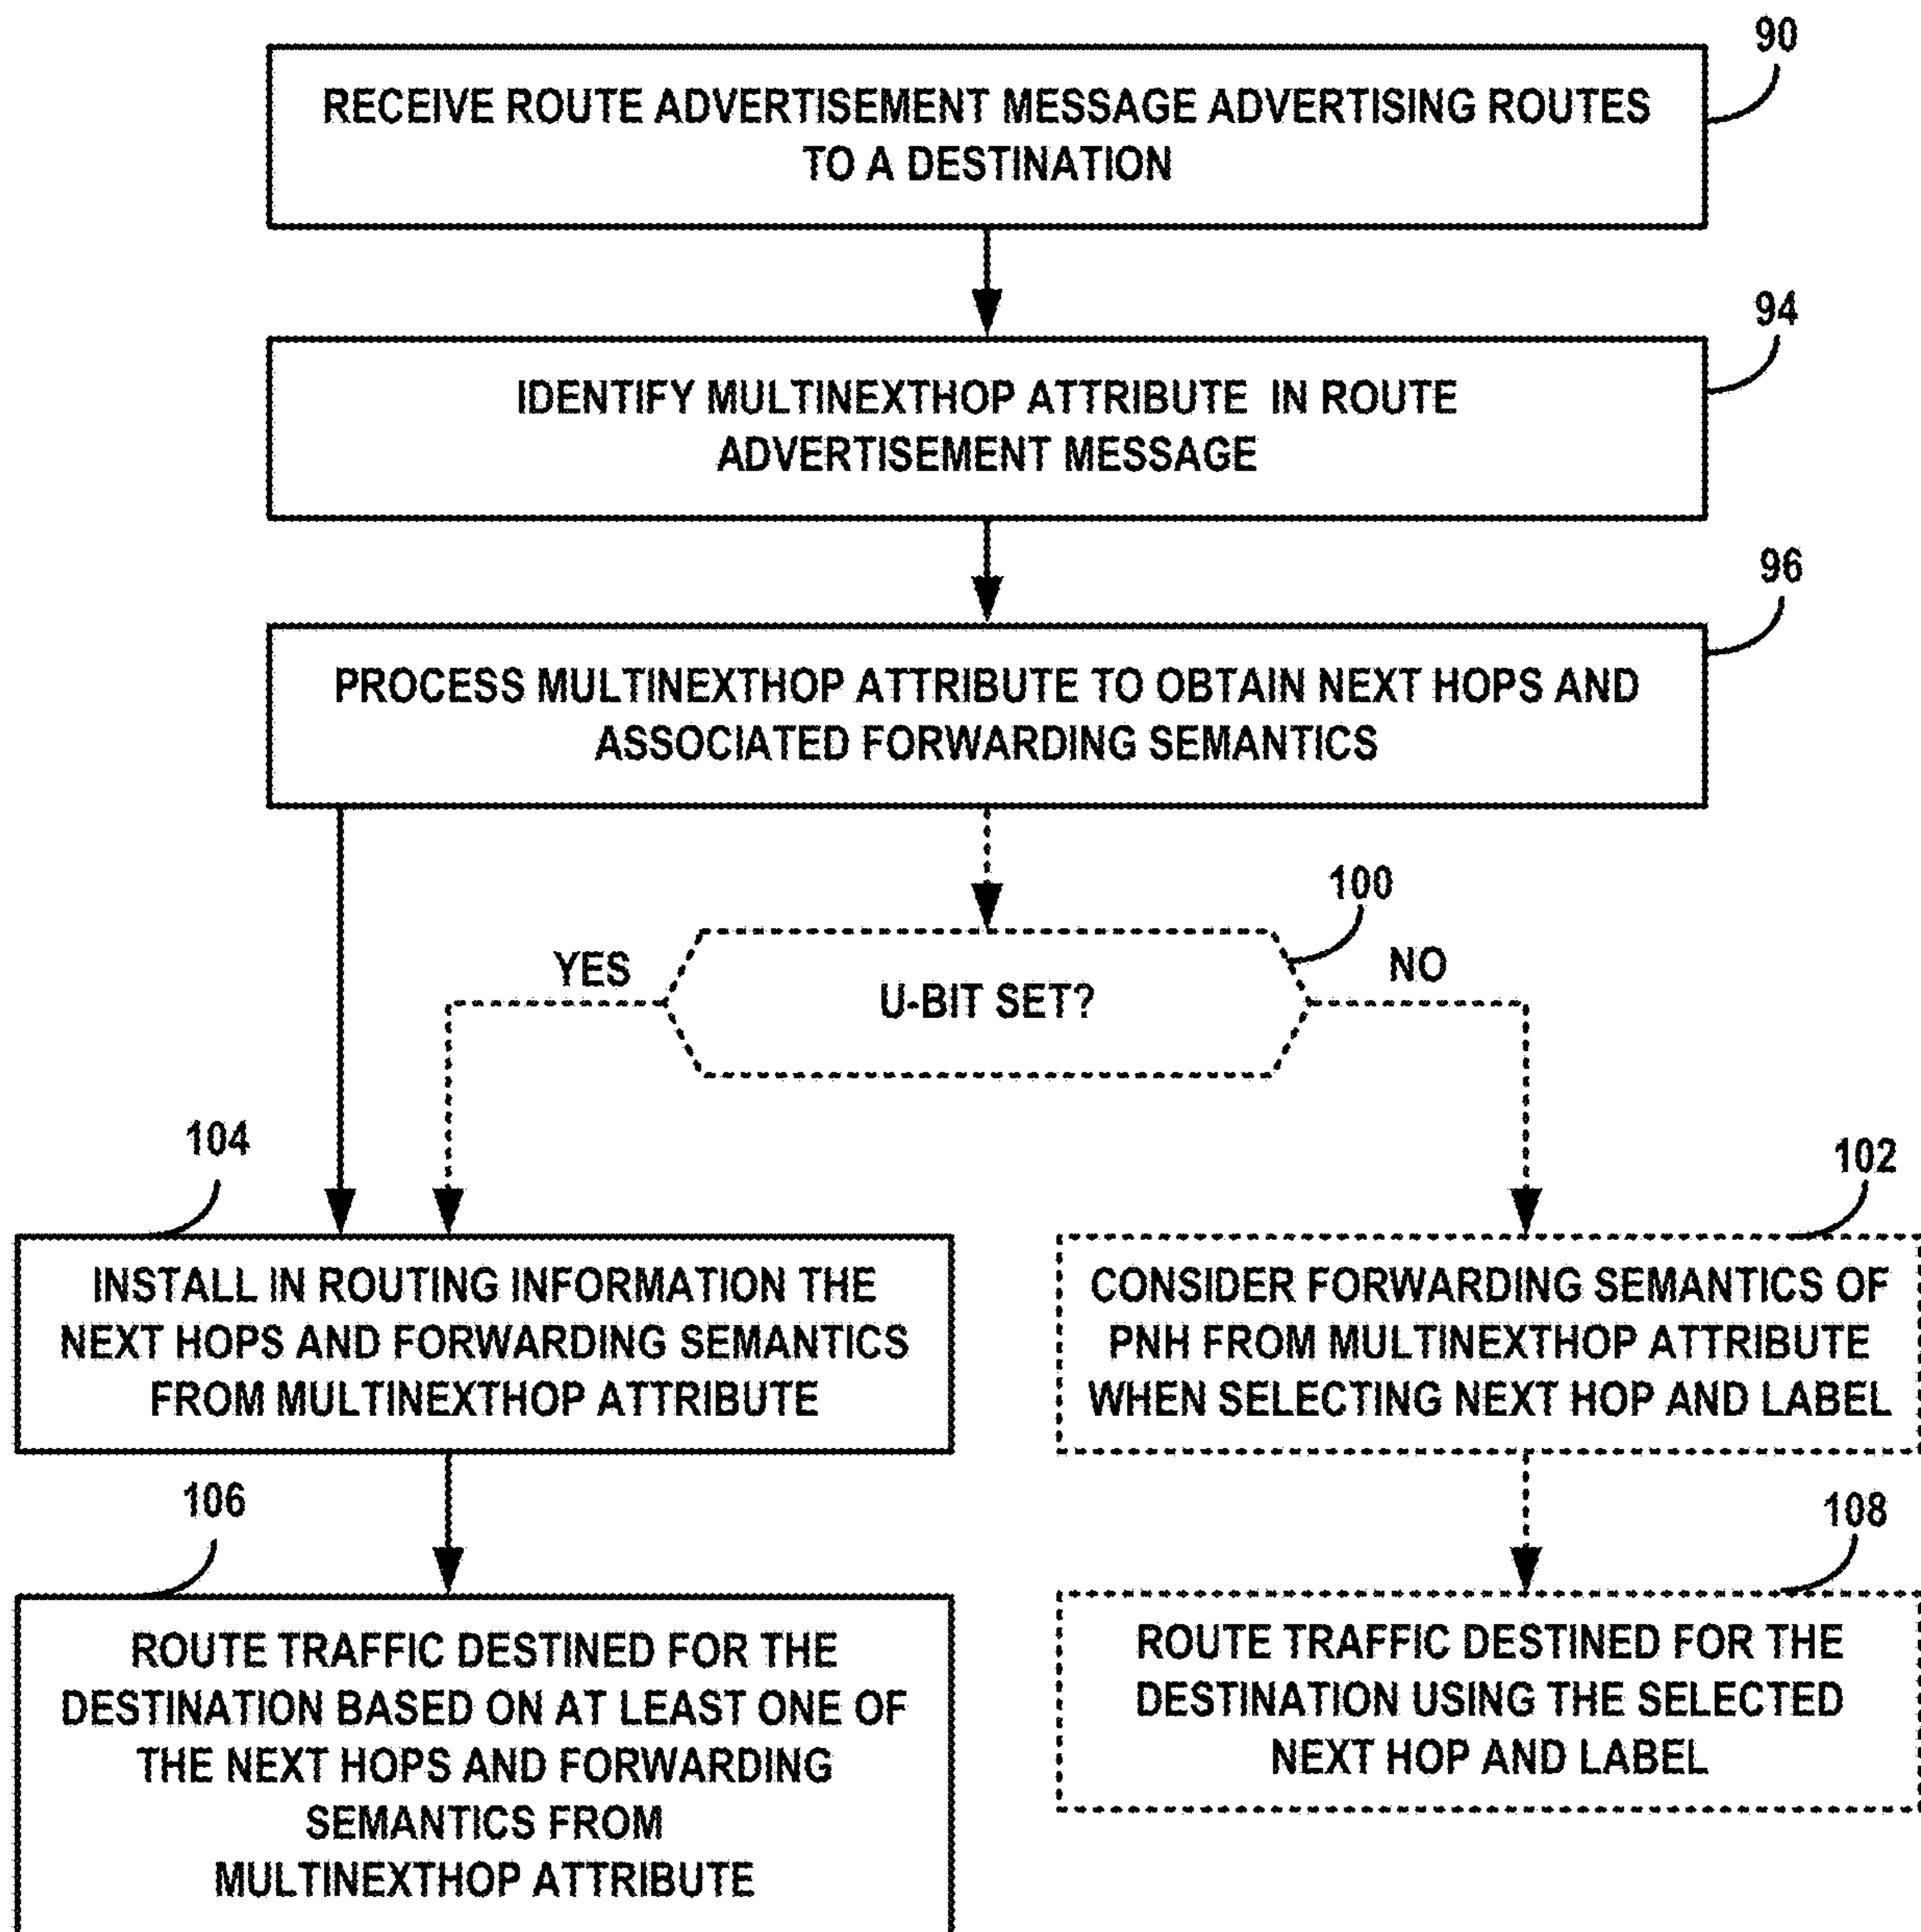 90
RECEIVE ROUTE ADVERTISEMENT MESSAGE ADVERTISING ROUTES
TO A DESTINATION
94
IDENTIFY MULTINEXTHOP ATTRIBUTE IN ROUTE
ADVERTISEMENT MESSAGE
96
PROCESS MULTINEXTHOP ATTRIBUTE TO OBTAIN NEXT HOPS AND
ASSOCIATED FORWARDING SEMANTICS
100
YES
U-BIT SET?
NO
104
INSTALL IN ROUTING INFORMATION THE
NEXT HOPS AND FORWARDING SEMANTICS
FROM MULTINEXTHOP ATTRIBUTE
102
CONSIDER FORWARDING SEMANTICS OF
PNH FROM MULTINEXTHOP ATTRIBUTE
WHEN SELECTING NEXT HOP AND LABEL
106
ROUTE TRAFFIC DESTINED FOR THE
DESTINATION BASED ON AT LEAST ONE OF
THE NEXT HOPS AND FORWARDING
SEMANTICS FROM
MULTINEXTHOP ATTRIBUTE
108
ROUTE TRAFFIC DESTINED FOR THE
DESTINATION USING THE SELECTED
NEXT HOP AND LABEL